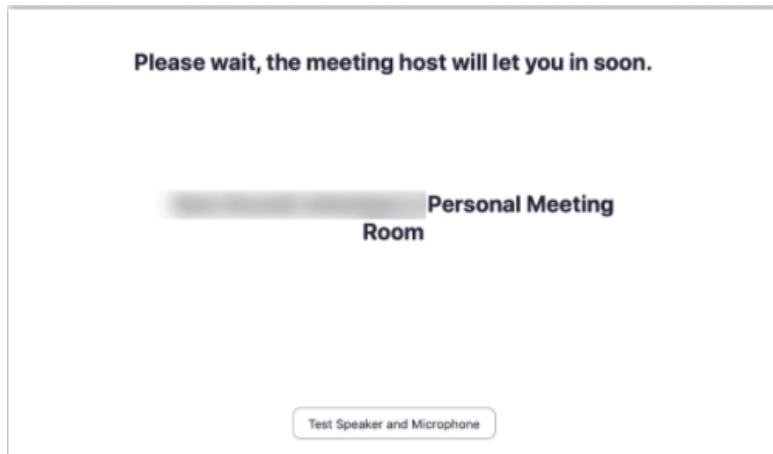 Please wait, the meeting host will let you in soon.
Personal Meeting
Room
Test Speaker and Microphone